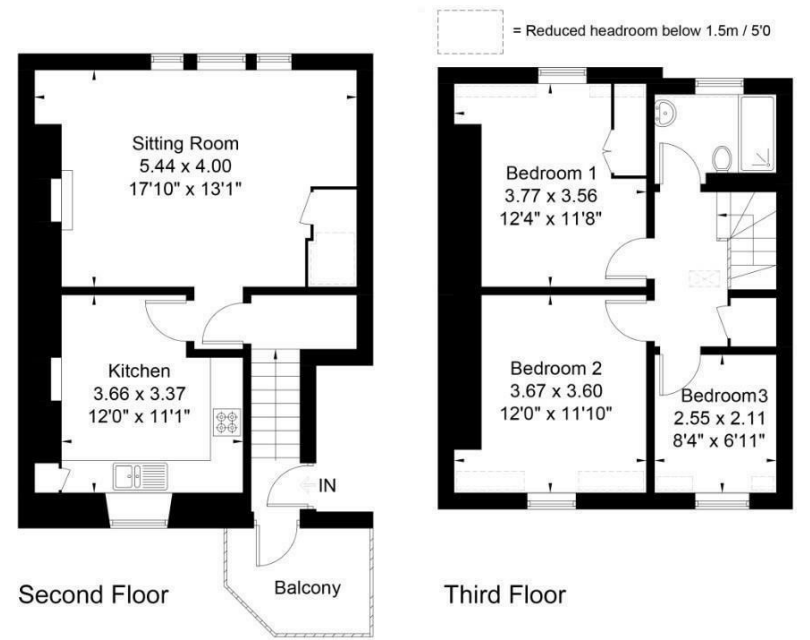 = Reduced headroom below 1.5m / 5'0
Sitting Room
5.44 x 4.00
17'10" x 13'1"
Kitchen
3.66 x 3.37
12'0" x 11'1"
IN
Balcony
Second Floor
Bedroom 1
3.77 x 3.56
12'4" x 11'8"
Bedroom 2
3.67 x 3.60
12'0" x 11'10"
Bedroom3
2.55 x 2.11
8'4" x 6'11"
Third Floor